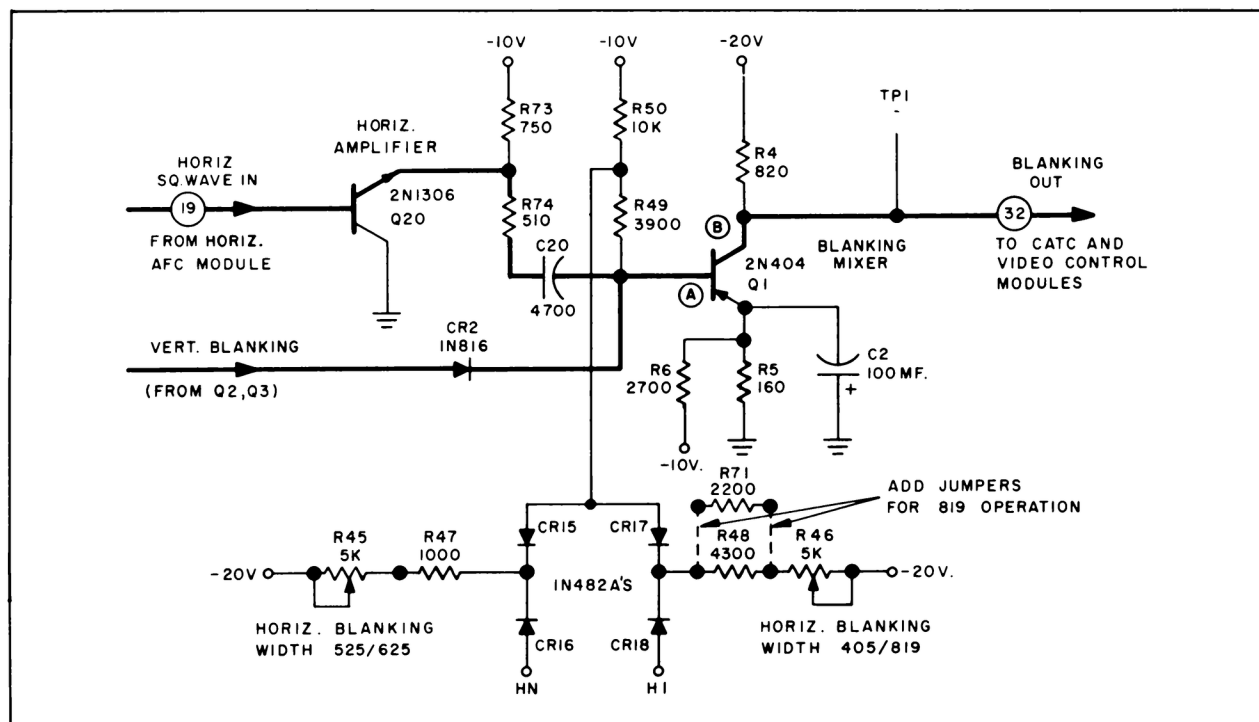 -10V
-10V
-20V
R73
750
R50
10K
TP1
-
HORIZ.
AMPLIFIER
R4
820
HORIZ
SQ.WAVE IN
BLANKING
OUT
19
2N1306
Q20
R74
510
R49
3900
B
32
FROM HORIZ.
AFC MODULE
C20
4700
A
2N404
Q1
BLANKING
MIXER
TO CATC AND
VIDEO CONTROL
MODULES
CR2
1N816
VERT. BLANKING
(FROM Q2,Q3)
R6
2700
R5
160
C2
100MF.
+
-10V.
R71
2200
ADD JUMPERS
FOR 819 OPERATION
CR15
CR17
R45
5K
R47
1000
R48
4300
R46
5K
-20V
1N482A'S
-20V.
HORIZ. BLANKING
WIDTH 525/625
CR16
CR18
HORIZ. BLANKING
WIDTH 405/819
HN
HI